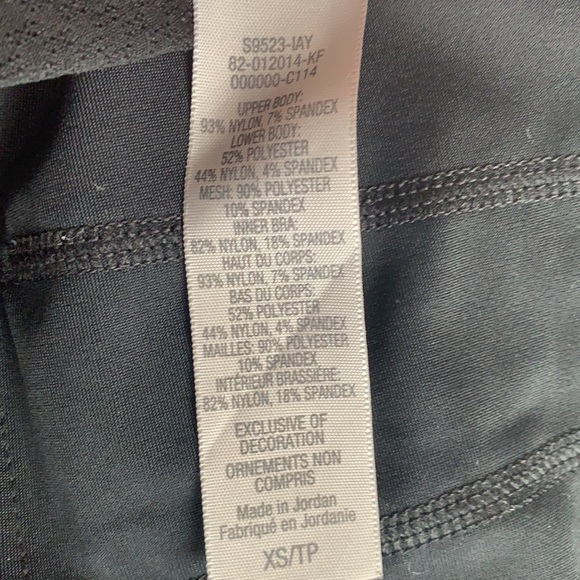 S9523-IAY
82-012014-KF
000000-C114
UPPER BODY:
93% NYLON, 7% SPANDEX
LOWER BODY:
52% POLYESTER
44% NYLON, 4% SPANDEX
MESH: 90% POLYESTER
10% SPANDEX
INNER BRA:
82% NYLON, 18% SPANDEX
HAUT DU CORPS:
93% NYLON, 7% SPANDEX
BAS DU CORPS:
52% POLYESTER
44% NYLON, 4% SPANDEX
MAILLES: 90% POLYESTER
10% SPANDEX
INTÉRIEUR BRASSIÈRE:
82% NYLON, 18% SPANDEX
EXCLUSIVE OF
DECORATION
ORNEMENTS NON
COMPRIS
Made in Jordan
Fabriqué en Jordanie
XS/TP